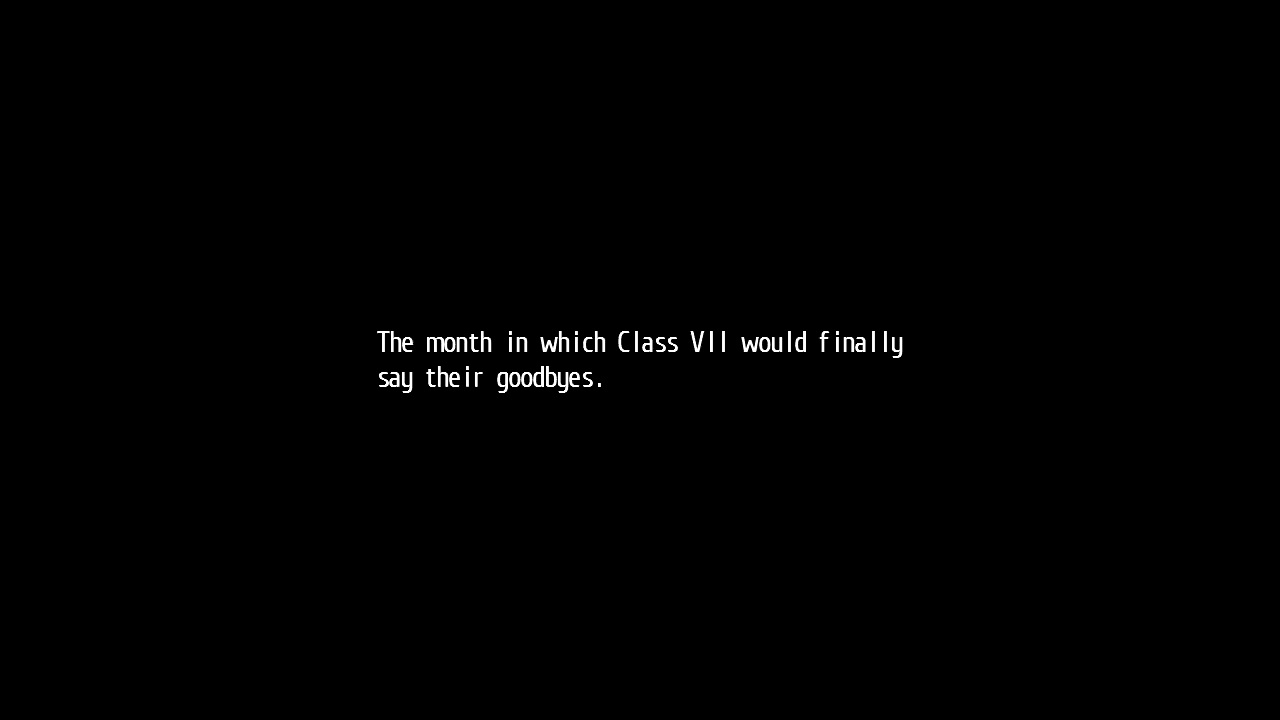 The month in which Class VII would finally
say their goodbyes.